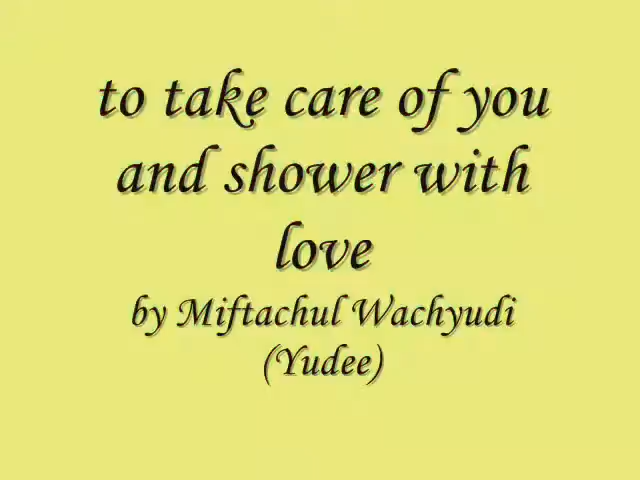 to take care of you
and shower with
love
by Miftachul Wachyudi
(Yudee)